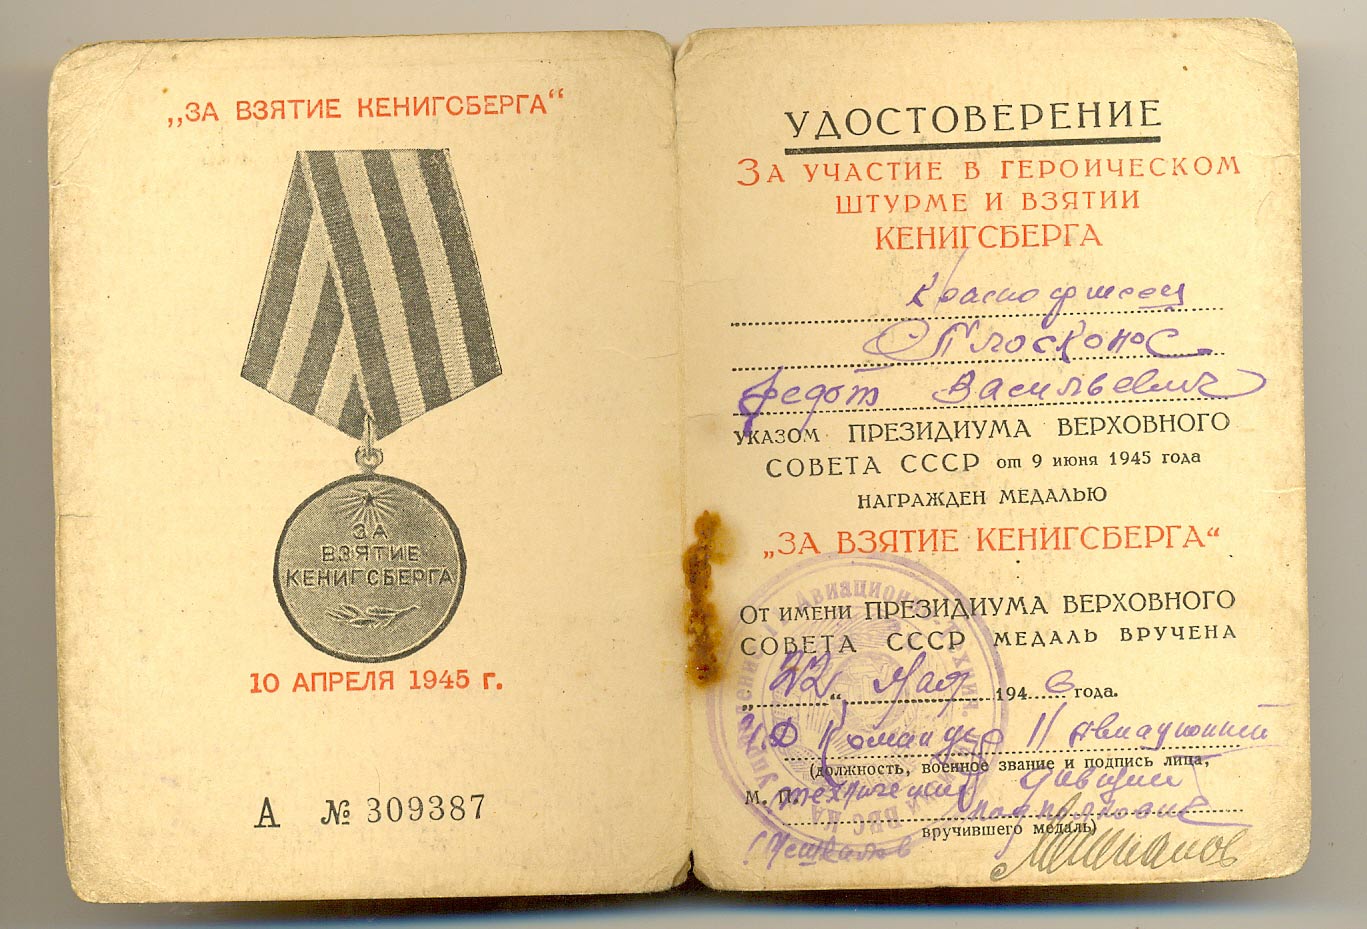 „ЗА ВЗЯТИЕ КЕНИГСБЕРГА“
ЗА
ВЗЯТИЕ
КЕНИГСБЕРГА
10 АПРЕЛЯ 1945 г.
А № 309387
УДОСТОВЕРЕНИЕ
ЗА УЧАСТИЕ В ГЕРОИЧЕСКОМ
ШТУРМЕ И ВЗЯТИИ
КЕНИГСБЕРГА
Плосконос
Федот Васильевич
УКАЗОМ ПРЕЗИДИУМА ВЕРХОВНОГО
СОВЕТА СССР от 9 июня 1945 года
НАГРАЖДЕН МЕДАЛЬЮ
„ЗА ВЗЯТИЕ КЕНИГСБЕРГА“
ОТ ИМЕНИ ПРЕЗИДИУМА ВЕРХОВНОГО
СОВЕТА СССР МЕДАЛЬ ВРУЧЕНА
„22“ мая 1946 года.
Командир
(должность, военное звание и подпись лица,
М. П.
вручившего медаль)